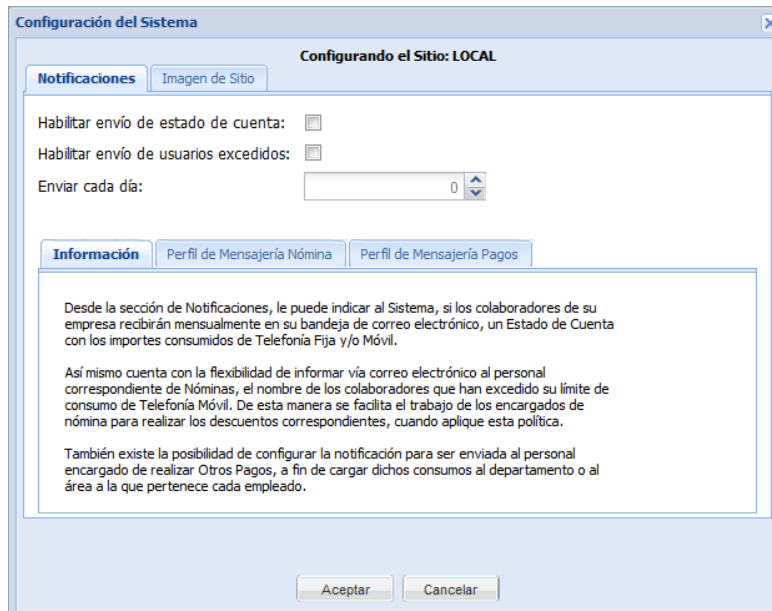 Configuración del Sistema
Configurando el Sitio: LOCAL
Notificaciones Imagen de Sitio
Habilitar envío de estado de cuenta:
Habilitar envío de usuarios excedidos:
Enviar cada día: 0
Información Perfil de Mensajería Nómina Perfil de Mensajería Pagos
Desde la sección de Notificaciones, le puede indicar al Sistema, si los colaboradores de su
empresa recibirán mensualmente en su bandeja de correo electrónico, un Estado de Cuenta
con los importes consumidos de Telefonía Fija y/o Móvil.
Así mismo cuenta con la flexibilidad de informar vía correo electrónico al personal
correspondiente de Nóminas, el nombre de los colaboradores que han excedido su límite de
consumo de Telefonía Móvil. De esta manera se facilita el trabajo de los encargados de
nómina para realizar los descuentos correspondientes, cuando aplique esta política.
También existe la posibilidad de configurar la notificación para ser enviada al personal
encargado de realizar Otros Pagos, a fin de cargar dichos consumos al departamento o al
área a la que pertenece cada empleado.
Aceptar Cancelar